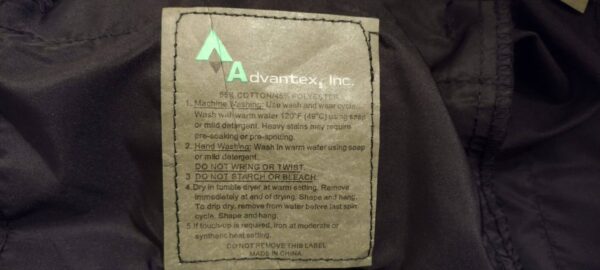 Advantex, Inc.
COTTON/45% POLYESTER
1. Machine Washing: Use wash and wear cycle.
Wash with warm water 120°F (49°C) using soap
or mild detergent. Heavy stains may require
pre-soaking or pre-spotting.
2. Hand Washing: Wash in warm water using soap
or mild detergent.
DO NOT WRING OR TWIST.
3 DO NOT STARCH OR BLEACH.
4. Dry in tumble dryer at warm setting. Remove
immediately at end of drying. Shape and hang.
To drip dry, remove from water before last spin
cycle. Shape and hang.
5. If touch-up is required, iron at moderate or
synthetic heat setting.
DO NOT REMOVE THIS LABEL
MADE IN CHINA